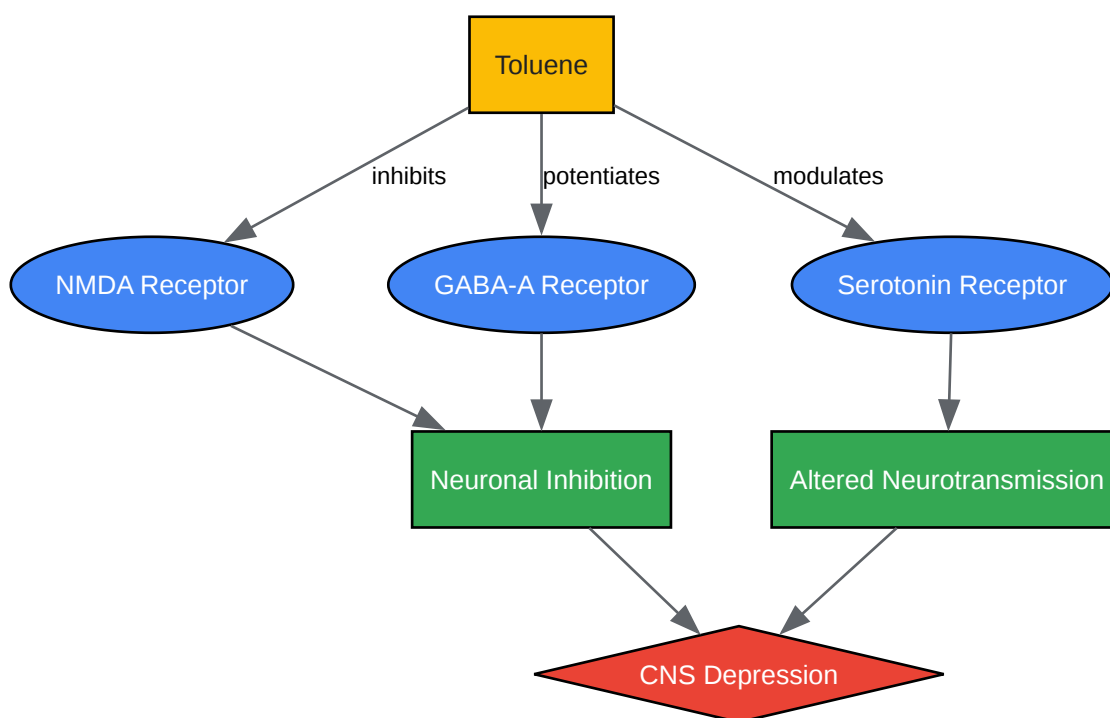 Toluene
inhibits
potentiates
modulates
NMDA Receptor
GABA-A Receptor
Serotonin Receptor
Neuronal Inhibition
Altered Neurotransmission
CNS Depression